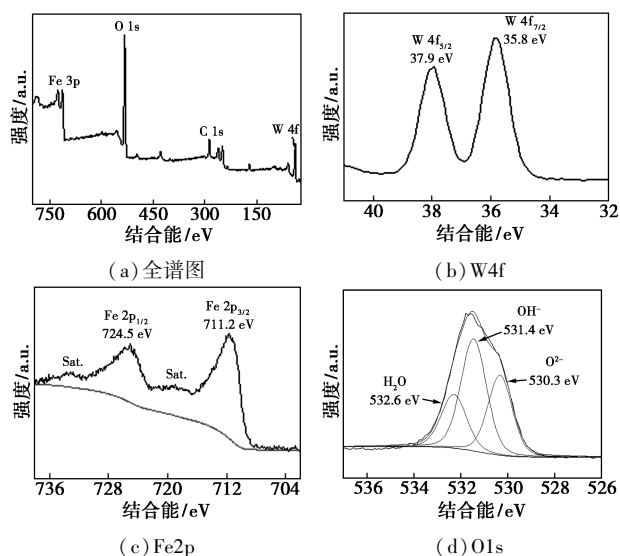 O 1s
Fe 3p
C 1s
W 4f
强度/a.u.
750 600 450 300 150
结合能/eV
(a)全谱图
W 4f7/2
35.8 eV
W 4f5/2
37.9 eV
强度/a.u.
40 38 36 34 32
结合能/eV
(b)W4f
Fe 2p3/2
711.2 eV
Fe 2p1/2
724.5 eV
Sat.
Sat.
强度/a.u.
736 728 720 712 704
结合能/eV
(c)Fe2p
OH⁻
531.4 eV
O²⁻
530.3 eV
H₂O
532.6 eV
强度/a.u.
536 534 532 530 528 526
结合能/eV
(d)O1s